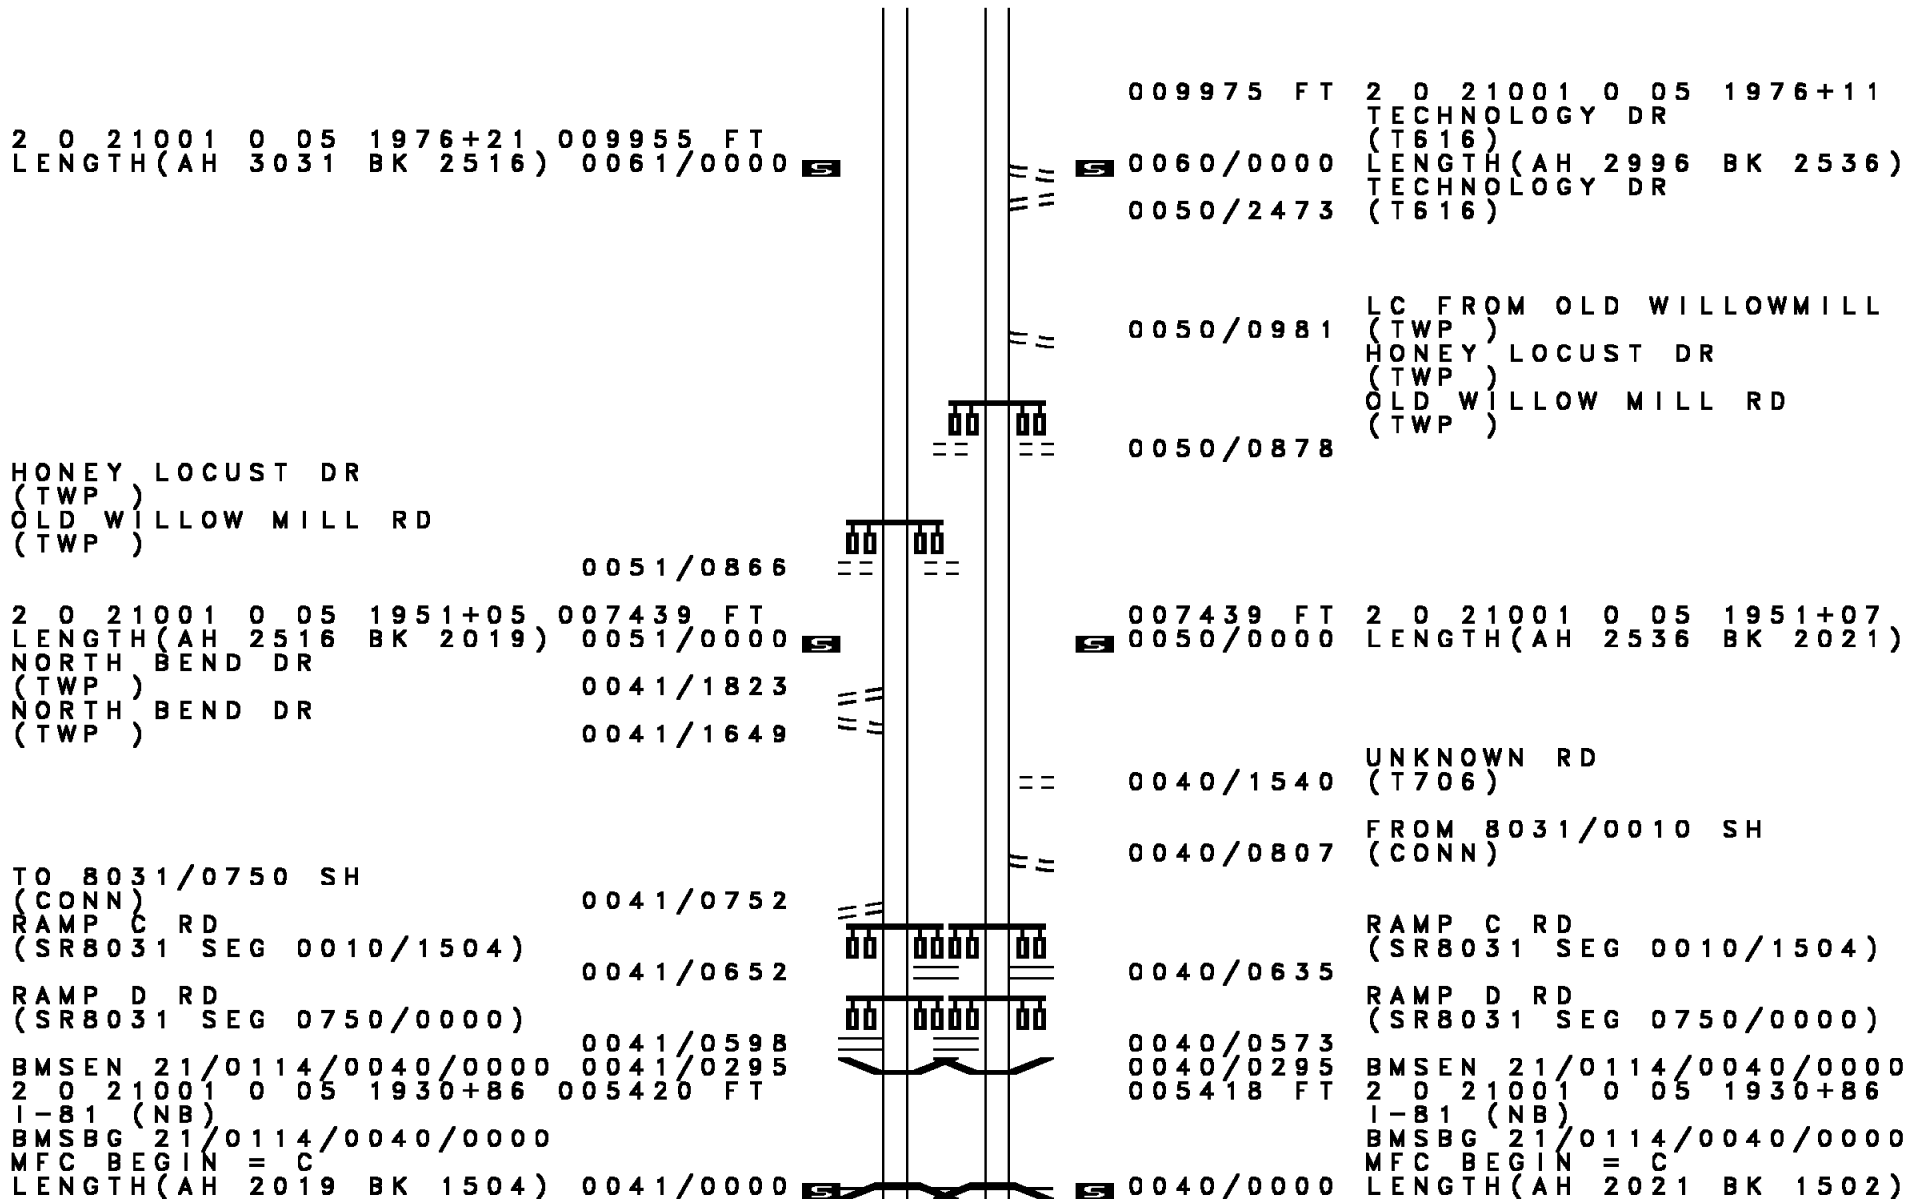 009975 FT 2 0 21001 0 05 1976+11
TECHNOLOGY DR
2 0 21001 0 05 1976+21 009955 FT
(T616)
LENGTH(AH 3031 BK 2516) 0061/0000 S
S 0060/0000 LENGTH(AH 2996 BK 2536)
TECHNOLOGY DR
0050/2473 (T616)
LC FROM OLD WILLOWMILL
0050/0981 (TWP )
HONEY LOCUST DR
(TWP )
OLD WILLOW MILL RD
(TWP )
0050/0878
HONEY LOCUST DR
(TWP )
OLD WILLOW MILL RD
(TWP )
0051/0866
2 0 21001 0 05 1951+05 007439 FT
007439 FT 2 0 21001 0 05 1951+07
LENGTH(AH 2516 BK 2019) 0051/0000 S
S 0050/0000 LENGTH(AH 2536 BK 2021)
NORTH BEND DR
(TWP ) 0041/1823
NORTH BEND DR
(TWP ) 0041/1649
UNKNOWN RD
0040/1540 (T706)
FROM 8031/0010 SH
0040/0807 (CONN)
TO 8031/0750 SH
(CONN) 0041/0752
RAMP C RD
RAMP C RD
(SR8031 SEG 0010/1504)
(SR8031 SEG 0010/1504)
0041/0652
0040/0635
RAMP D RD
RAMP D RD
(SR8031 SEG 0750/0000)
(SR8031 SEG 0750/0000)
0041/0598
0040/0573
BMSEN 21/0114/0040/0000 0041/0295
0040/0295 BMSEN 21/0114/0040/0000
2 0 21001 0 05 1930+86 005420 FT
005418 FT 2 0 21001 0 05 1930+86
I-81 (NB)
I-81 (NB)
BMSBG 21/0114/0040/0000
BMSBG 21/0114/0040/0000
MFC BEGIN = C
MFC BEGIN = C
LENGTH(AH 2019 BK 1504) 0041/0000 S
S 0040/0000 LENGTH(AH 2021 BK 1502)